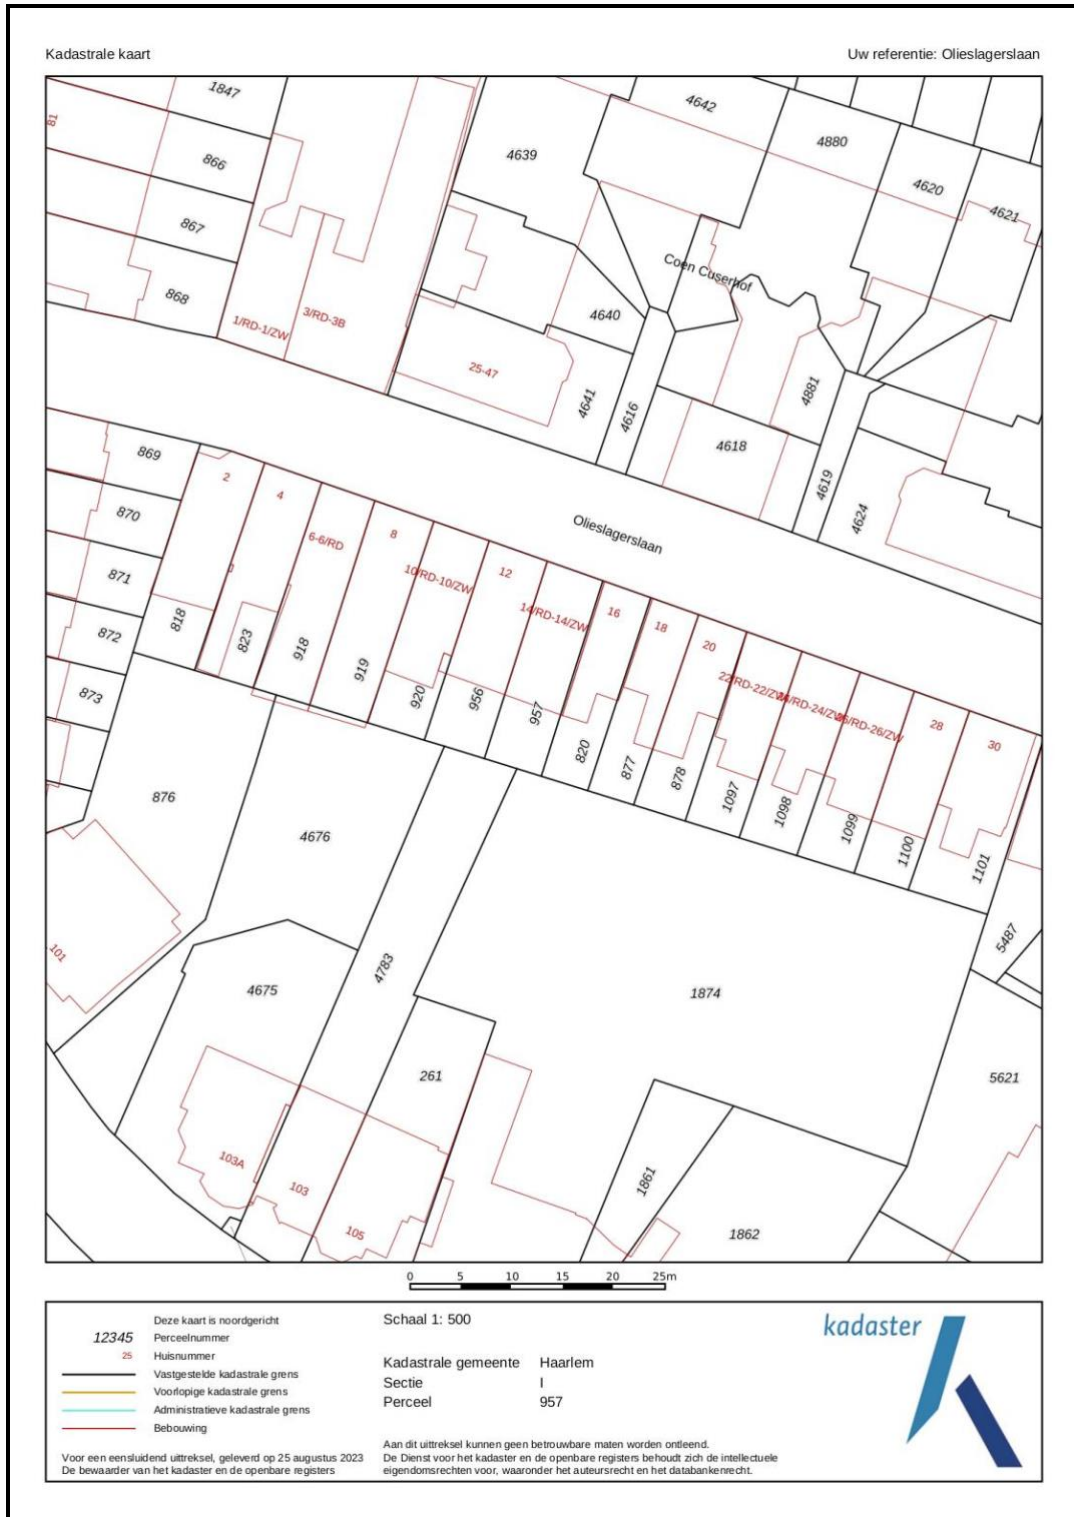 Kadastrale kaart
Uw referentie: Olieslagerslaan
1847
4642
81
4639
4880
866
4620
4621
867
Coen Cuserhof
868
1/RD-1/ZW
3/RD-3B
4640
25-47
4641
4616
4881
4618
869
2
4
4619
870
6-6/RD
8
Olieslagerslaan
4624
871
10/RD-10/ZW
12
818
872
823
918
14/RD-14/ZW
16
18
20
919
873
920
956
957
22/RD-22/ZW
24/RD-24/ZW
26/RD-26/ZW
28
30
820
877
878
876
1097
1098
1099
4676
1100
1101
101
4783
5487
4675
1874
261
5621
103A
103
1861
105
1862
0 5 10 15 20 25m
Deze kaart is noordgericht
12345 Perceelnummer
25 Huisnummer
Vastgestelde kadastrale grens
Voorlopige kadastrale grens
Administratieve kadastrale grens
Bebouwing
Voor een eensluidend uittreksel, geleverd op 25 augustus 2023
De bewaarder van het kadaster en de openbare registers
Schaal 1: 500
Kadastrale gemeente Haarlem
Sectie I
Perceel 957
Aan dit uittreksel kunnen geen betrouwbare maten worden ontleend.
De Dienst voor het kadaster en de openbare registers behoudt zich de intellectuele
eigendomsrechten voor, waaronder het auteursrecht en het databankenrecht.
kadaster